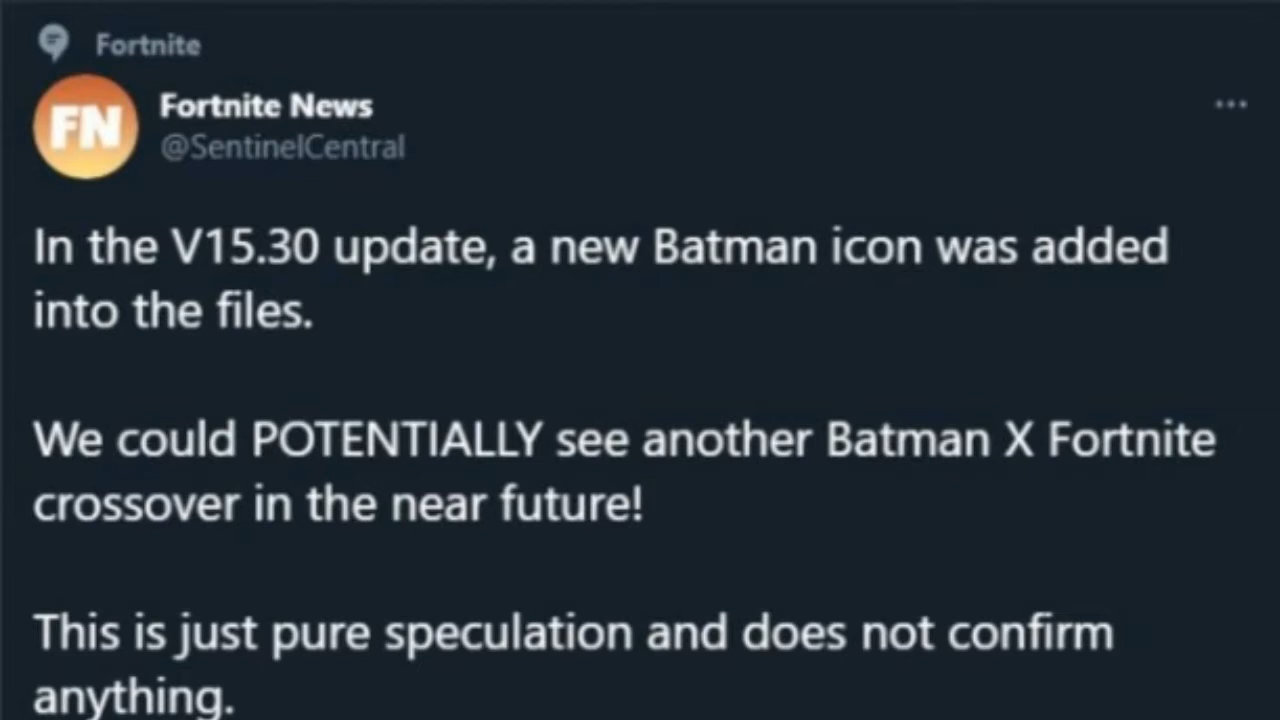 Fortnite
FN
Fortnite News
@SentinelCentral
In the V15.30 update, a new Batman icon was added
into the files.
We could POTENTIALLY see another Batman X Fortnite
crossover in the near future!
This is just pure speculation and does not confirm
anything.